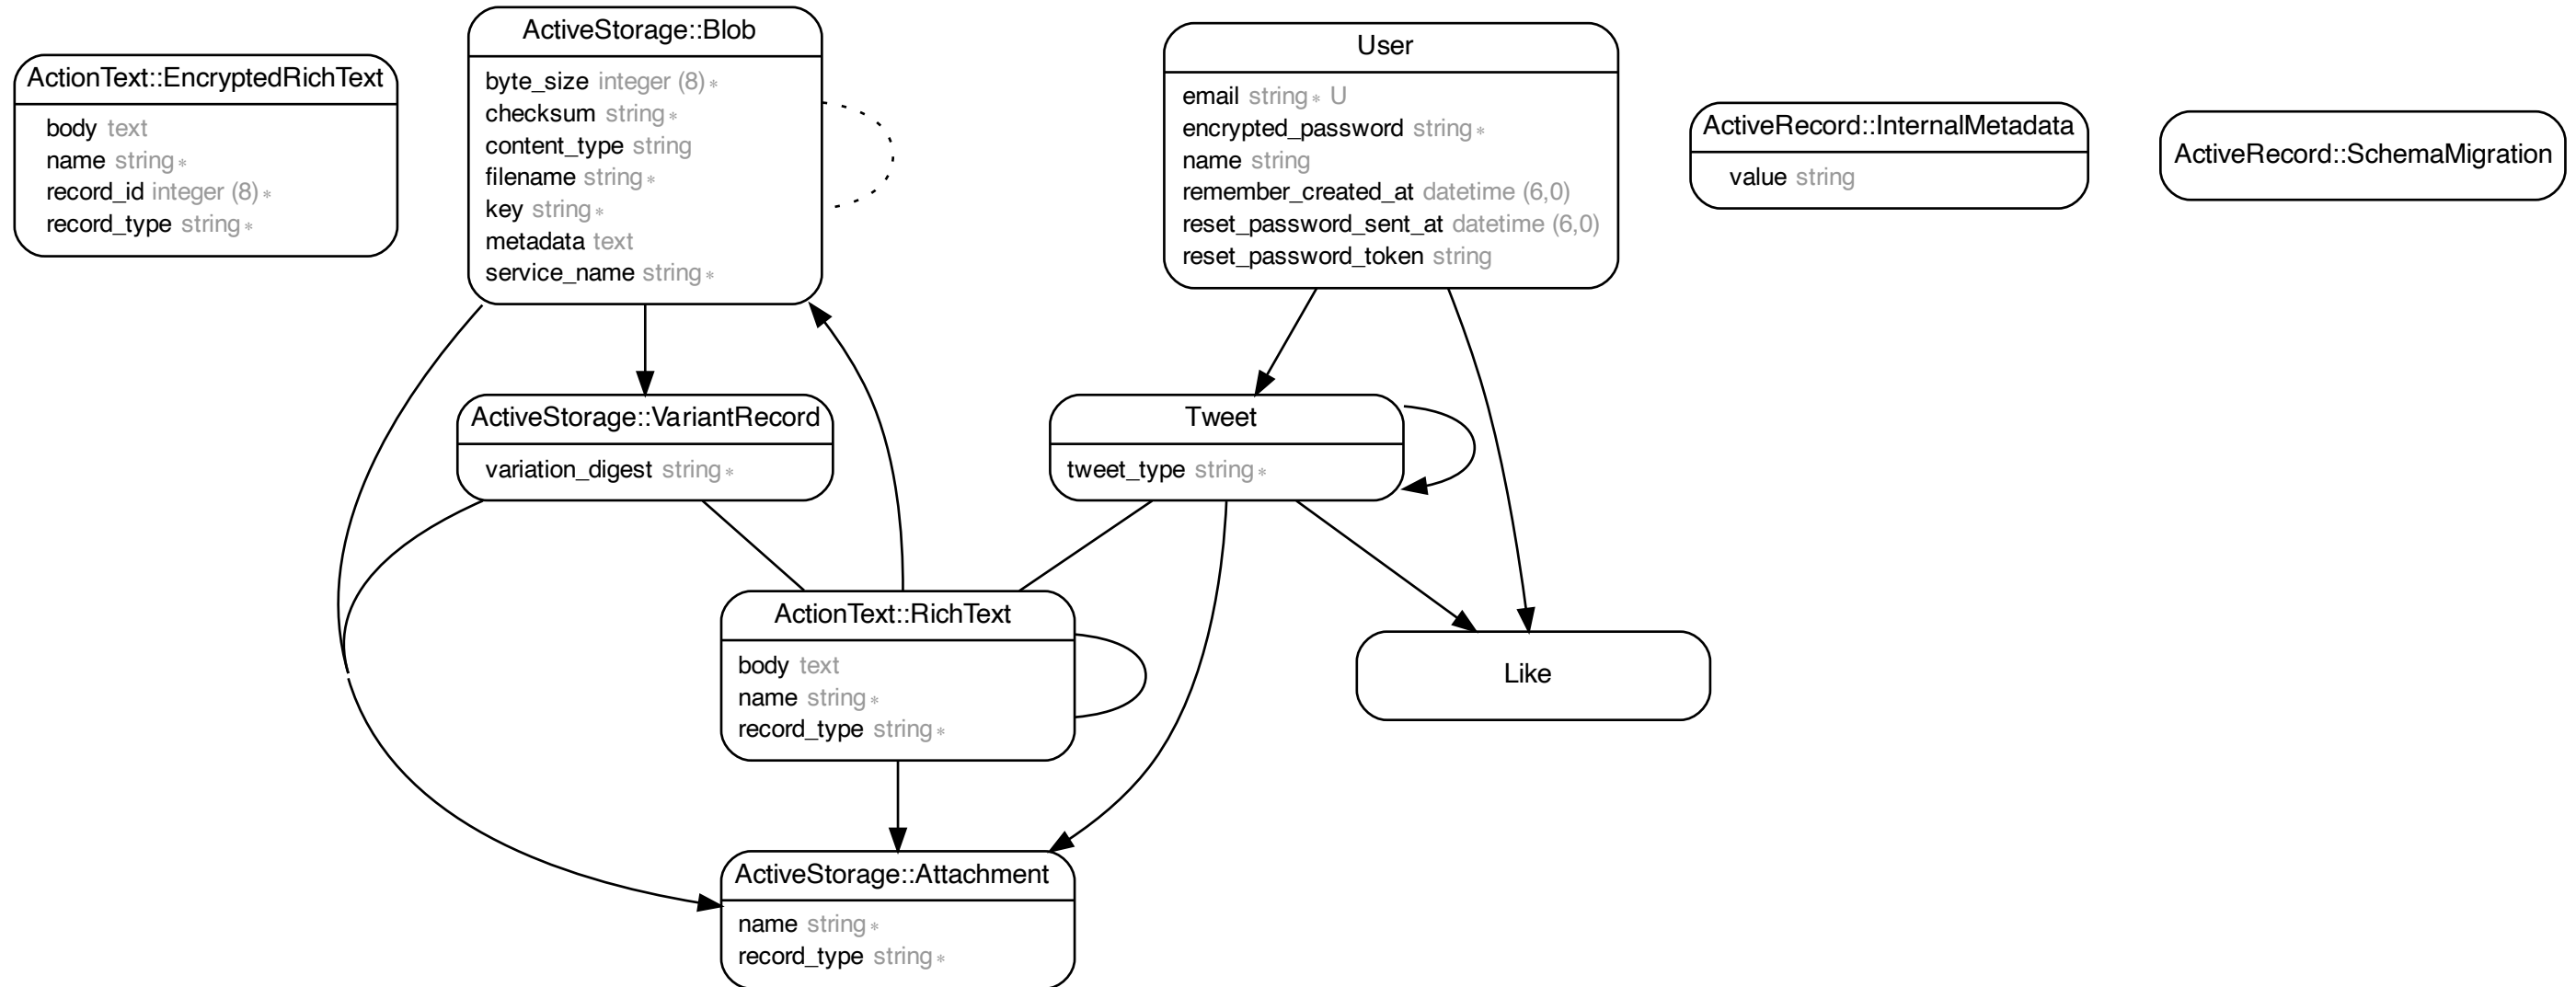 ActionText::EncryptedRichText
body text
name string *
record_id integer (8) *
record_type string *
ActiveStorage::Blob
byte_size integer (8) *
checksum string *
content_type string
filename string *
key string *
metadata text
service_name string *
User
email string * U
encrypted_password string *
name string
remember_created_at datetime (6,0)
reset_password_sent_at datetime (6,0)
reset_password_token string
ActiveRecord::InternalMetadata
value string
ActiveRecord::SchemaMigration
ActiveStorage::VariantRecord
variation_digest string *
Tweet
tweet_type string *
ActionText::RichText
body text
name string *
record_type string *
Like
ActiveStorage::Attachment
name string *
record_type string *